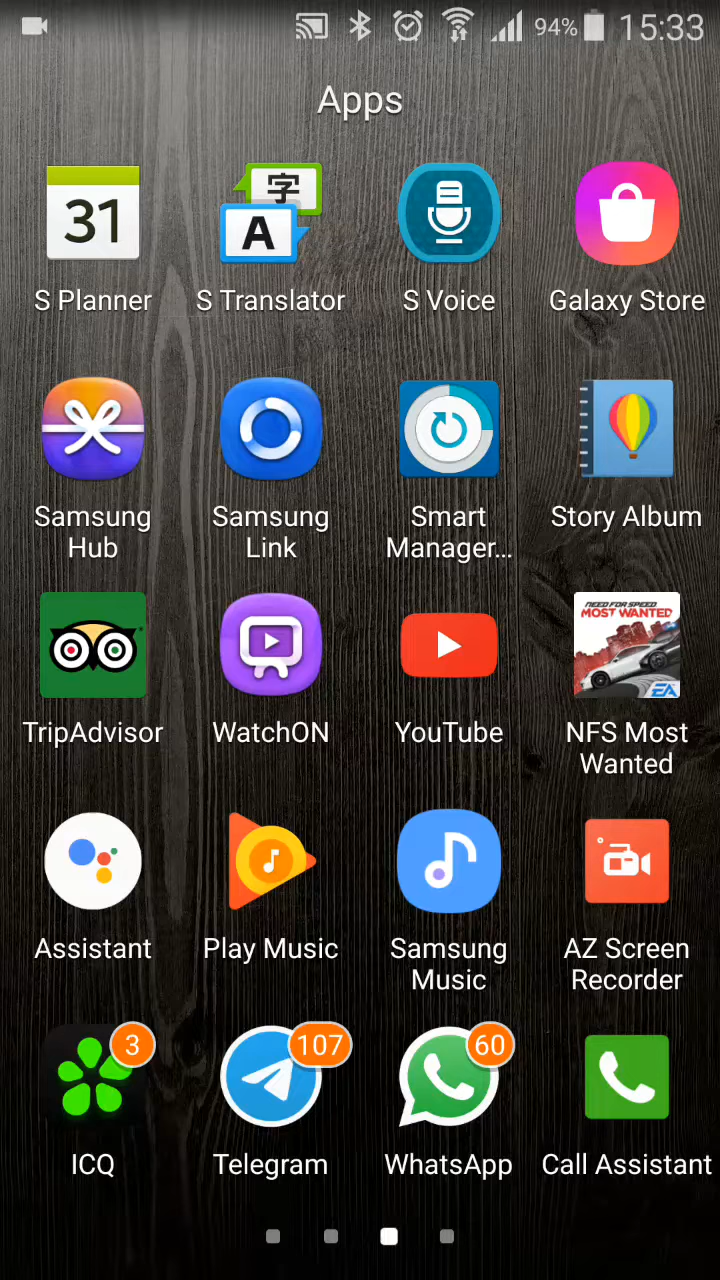 94% 15:33
Apps
31
字
A
S Planner
S Translator
S Voice
Galaxy Store
Samsung
Hub
Samsung
Link
Smart
Manager...
Story Album
NEED FOR SPEED
MOST WANTED
EA
TripAdvisor
WatchON
YouTube
NFS Most
Wanted
Assistant
Play Music
Samsung
Music
AZ Screen
Recorder
3
107
60
ICQ
Telegram
WhatsApp
Call Assistant